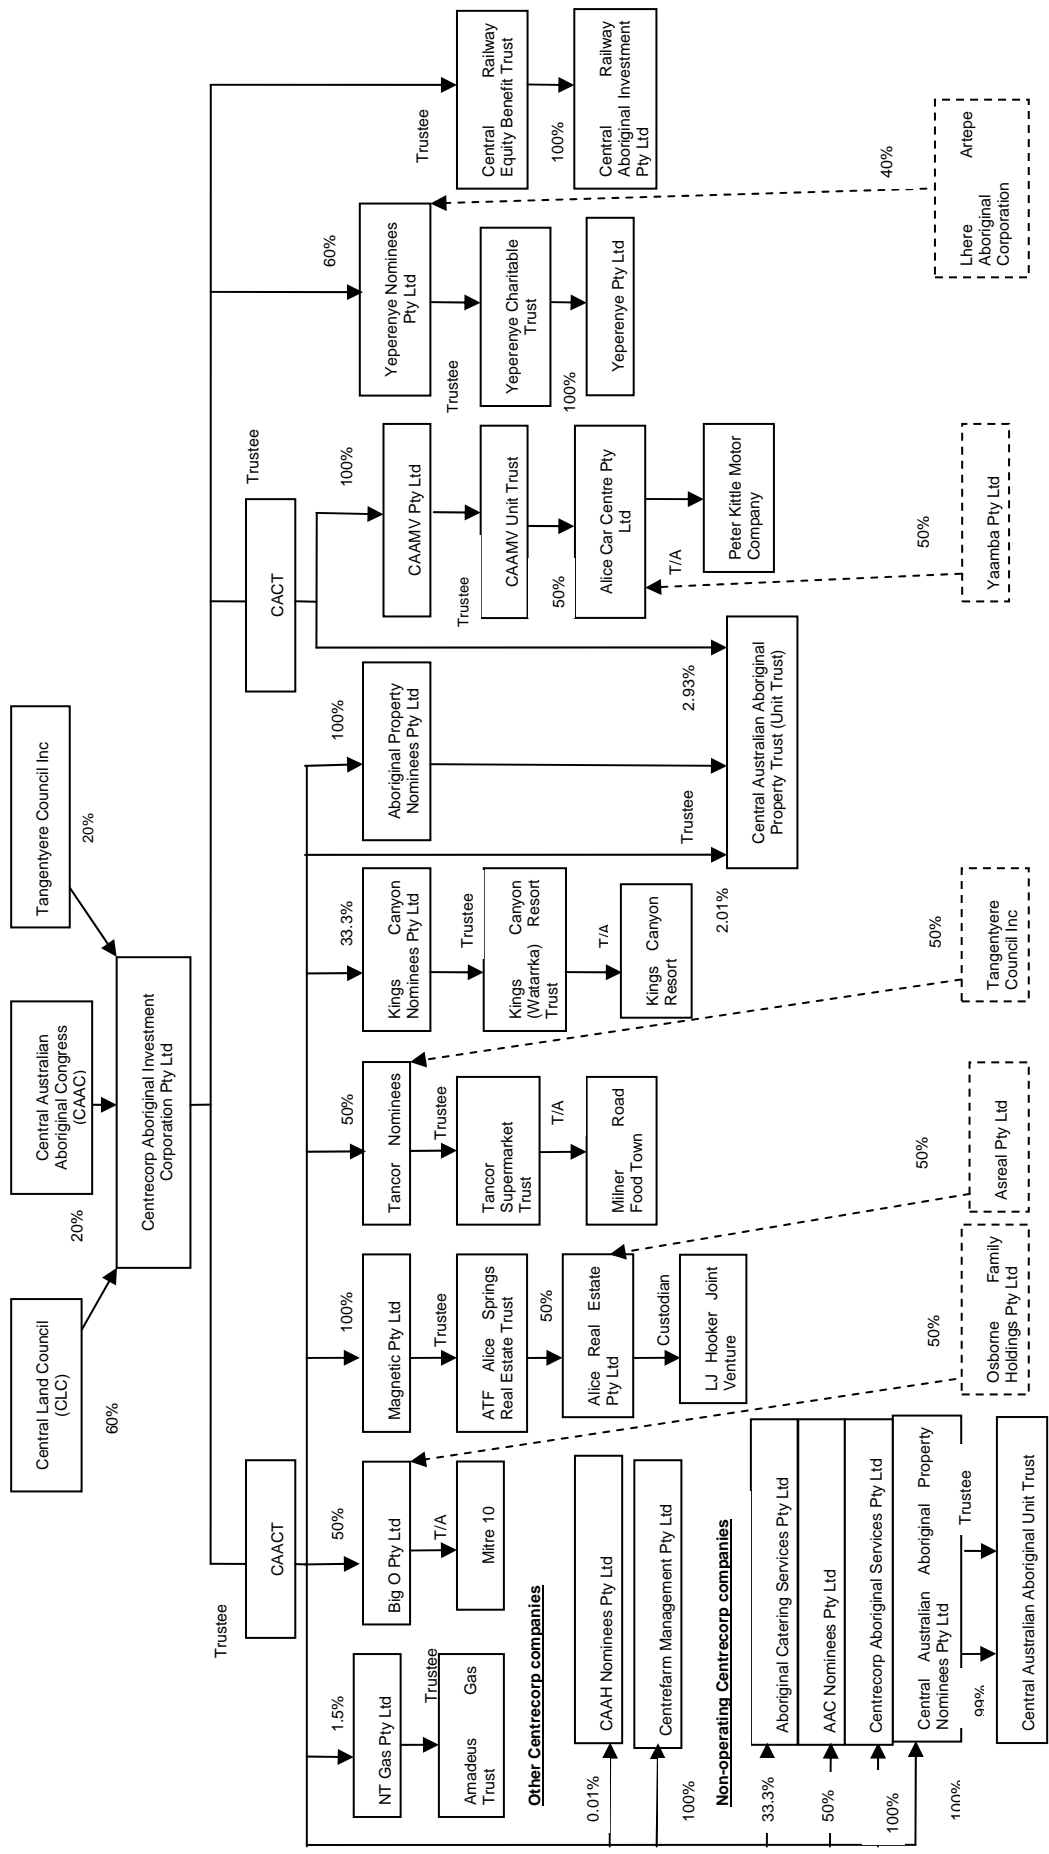 Central Land Council
(CLC)
60%
Central Australian
Aboriginal Congress
(CAAC)
20%
Tangentyere Council Inc
20%
Centrecorp Aboriginal Investment
Corporation Pty Ltd
Trustee
CAACT
Trustee
CACT
1.5%
NT Gas Pty Ltd
Trustee
Amadeus Gas
Trust
50%
Big O Pty Ltd
T/A
Mitre 10
100%
Magnetic Pty Ltd
Trustee
ATF Alice Springs
Real Estate Trust
50%
Alice Real Estate
Pty Ltd
Custodian
LJ Hooker Joint
Venture
50%
Tancor Nominees
Trustee
Tancor
Supermarket
Trust
T/A
Milner Road
Food Town
33.3%
Kings Canyon
Nominees Pty Ltd
Trustee
Kings Canyon
(Watarrka) Resort
Trust
T/A
Kings Canyon
Resort
100%
Aboriginal Property
Nominees Pty Ltd
2.01%
Trustee
2.93%
Central Australian Aboriginal
Property Trust (Unit Trust)
100%
CAAMV Pty Ltd
Trustee
CAAMV Unit Trust
50%
Alice Car Centre Pty
Ltd
T/A
Peter Kittle Motor
Company
60%
Yeperenye Nominees
Pty Ltd
Trustee
Yeperenye Charitable
Trust
100%
Yeperenye Pty Ltd
Trustee
Central Railway
Equity Benefit Trust
100%
Central Railway
Aboriginal Investment
Pty Ltd
Other Centrecorp companies
0.01%
CAAH Nominees Pty Ltd
100%
Centrefarm Management Pty Ltd
Non-operating Centrecorp companies
33.3%
Aboriginal Catering Services Pty Ltd
50%
AAC Nominees Pty Ltd
100%
Centrecorp Aboriginal Services Pty Ltd
100%
Central Australian Aboriginal Property
Nominees Pty Ltd
99%
Trustee
Central Australian Aboriginal Unit Trust
50%
Osborne Family
Holdings Pty Ltd
50%
Asreal Pty Ltd
50%
Tangentyere
Council Inc
50%
Yaamba Pty Ltd
40%
Lhere Artepe
Aboriginal
Corporation